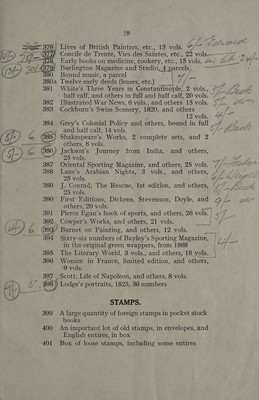 19
376 Lives of British Painters, etc., 13 vols.
377 Concile de Trente, Vies des Saintes, etc., 22 vols.
378 Early books on medicine, cookery, etc., 15 vols.
379 Burlington Magazine and Studio, 4 parcels
380 Bound music, a parcel
380A Twelve early deeds (leases, etc.)
381 White's Three Years in Constantinople, 2 vols.,
half calf, and others in full and half calf, 20 vols.
382 Illustrated War News, 6 vols., and others 15 vols.
383 Cockburn's Swiss Scenery, 1820, and others
12 vols.
384 Grey's Colonial Policy and others, bound in full
and half calf, 14 vols.
385 Shakespeare's Works, 2 complete sets, and 2
others, 8 vols.
386 Jackson's Journey from India, and others,
25 vols.
387 Oriental Sporting Magazine, and others, 25 vols.
388 Lane's Arabian Nights, 3 vols., and others,
25 vols.
389 J. Conrad, The Rescue, 1st edition, and others,
25 vols.
390 First Editions, Dickens, Stevenson, Doyle, and
others, 20 vols.
391 Pierce Egan's book of sports, and others, 26 vols.
392 Cowper's Works, and others, 21 vols.
393 Burnet on Painting, and others, 12 vols.
394 Sixty-six numbers of Bayley's Sporting Magazine,
in the original green wrappers, from 1868
395 The Literary World, 3 vols., and others, 18 vols.
396 Women in France, limited edition, and others,
9 vols.
397 Scott, Life of Napoleon, and others, 8 vols.
398 Lodge's portraits, 1825, 36 numbers
STAMPS.
399 A large quantity of foreign stamps in pocket stock
books
400 An important lot of old stamps, in envelopes, and
English entires, in box
401 Box of loose stamps, including some entires